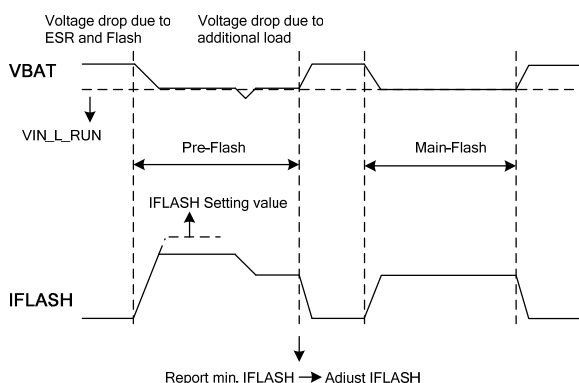 Voltage drop due to
ESR and Flash
Voltage drop due to
additional load
VBAT
VIN_L_RUN
Pre-Flash
Main-Flash
IFLASH Setting value
IFLASH
Report min. IFLASH → Adjust IFLASH